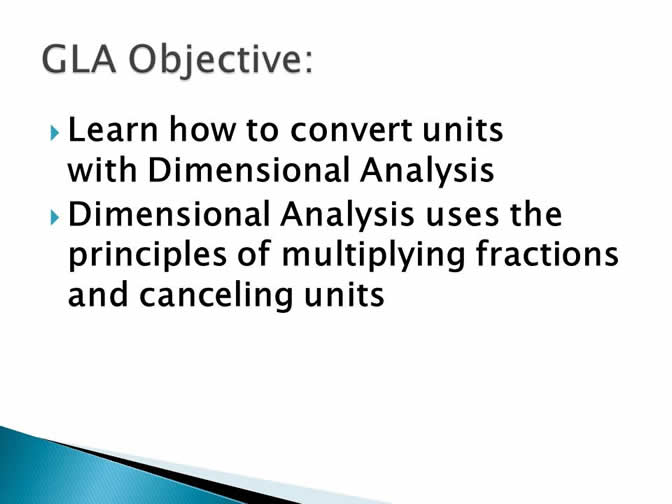 GLA Objective:
Learn how to convert units
with Dimensional Analysis
Dimensional Analysis uses the
principles of multiplying fractions
and canceling units